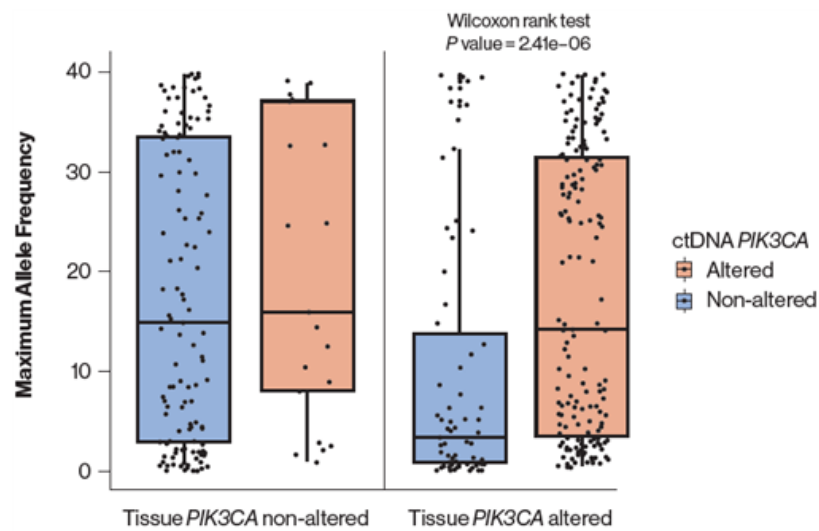 Wilcoxon rank test
P value = 2.41e–06
Maximum Allele Frequency
40
30
20
10
0
ctDNA PIK3CA
Altered
Non-altered
Tissue PIK3CA non-altered
Tissue PIK3CA altered